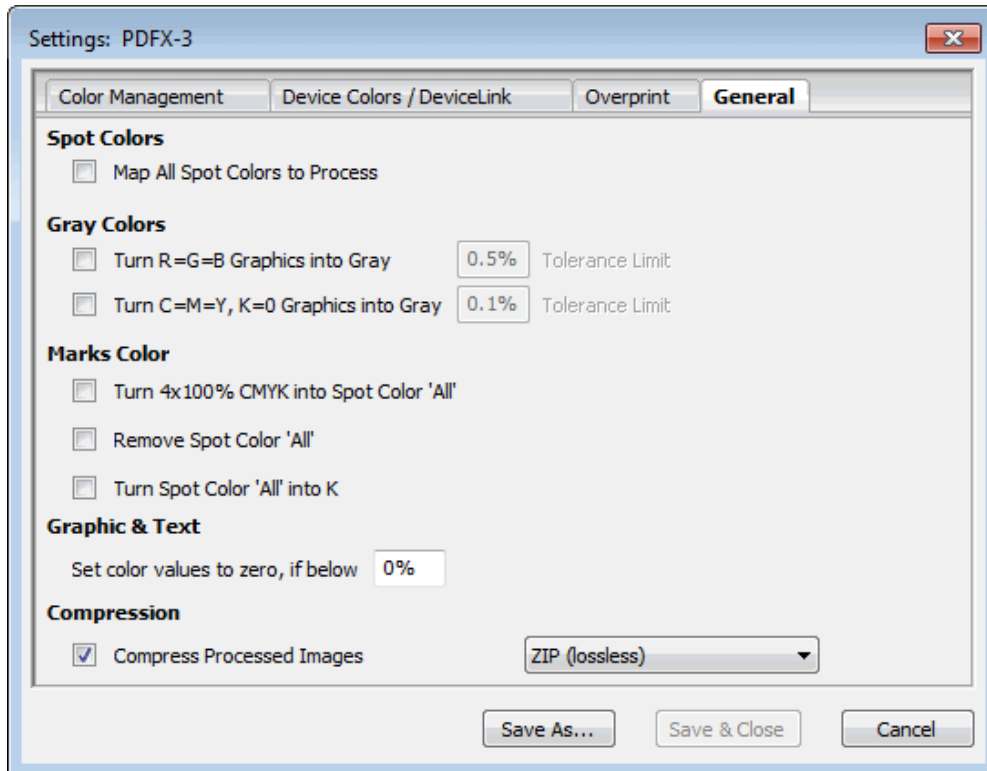 Settings: PDFX-3
Color Management Device Colors / DeviceLink Overprint General
Spot Colors
Map All Spot Colors to Process
Gray Colors
Turn R=G=B Graphics into Gray 0.5% Tolerance Limit
Turn C=M=Y, K=0 Graphics into Gray 0.1% Tolerance Limit
Marks Color
Turn 4x100% CMYK into Spot Color 'All'
Remove Spot Color 'All'
Turn Spot Color 'All' into K
Graphic & Text
Set color values to zero, if below 0%
Compression
Compress Processed Images ZIP (lossless)
Save As... Save & Close Cancel